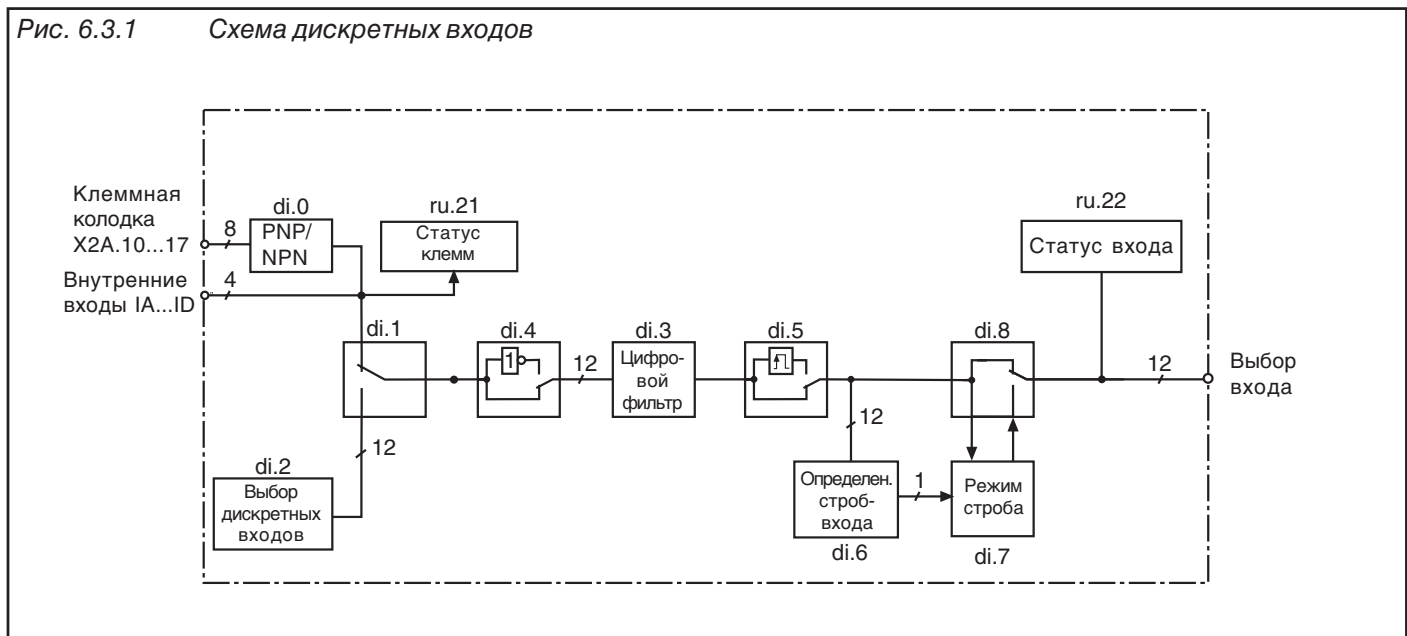 Рис. 6.3.1 Схема дискретных входов
Клеммная
колодка
X2A.10...17
8
di.0
PNP/
NPN
ru.21
Статус
клемм
ru.22
Статус входа
Внутренние
входы IA...ID
4
di.1
di.4
1
12
di.3
Цифро-
вой
фильтр
di.5
di.8
12
Выбор
входа
12
12
di.2
Выбор
дискретных
входов
Определен.
строб-
входа
di.6
1
Режим
строба
di.7